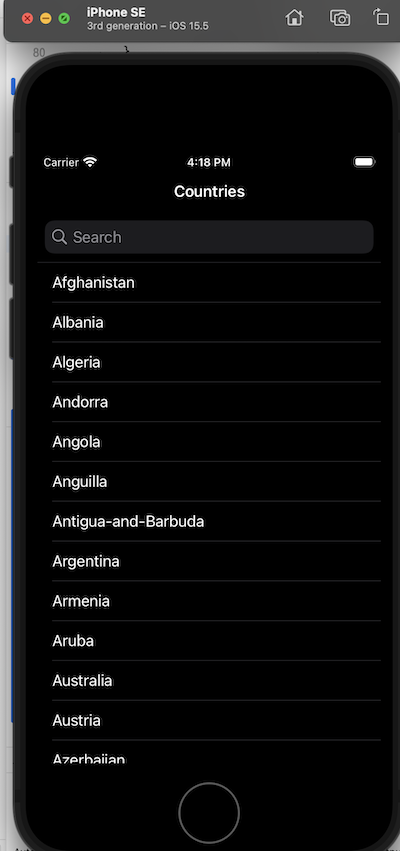 iPhone SE
3rd generation – iOS 15.5
80
}
Carrier
4:18 PM
Countries
Search
Afghanistan
Albania
Algeria
Andorra
Angola
Anguilla
Antigua-and-Barbuda
Argentina
Armenia
Aruba
Australia
Austria
Azerbaijan